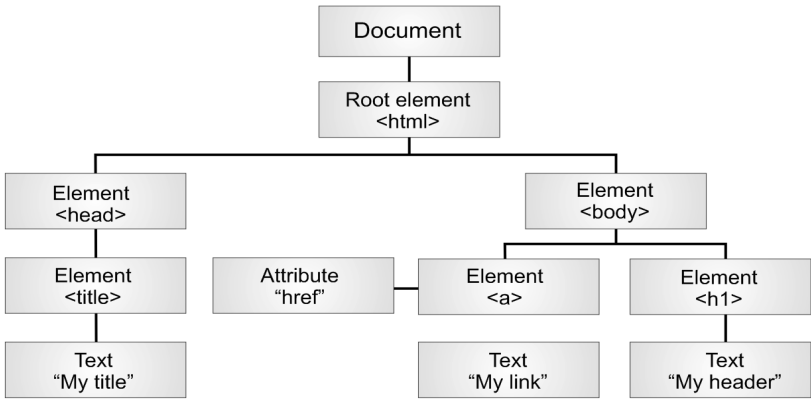 Document
Root element
<html>
Element
<head>
Element
<body>
Element
<title>
Attribute
“href”
Element
<a>
Element
<h1>
Text
“My title”
Text
“My link”
Text
“My header”